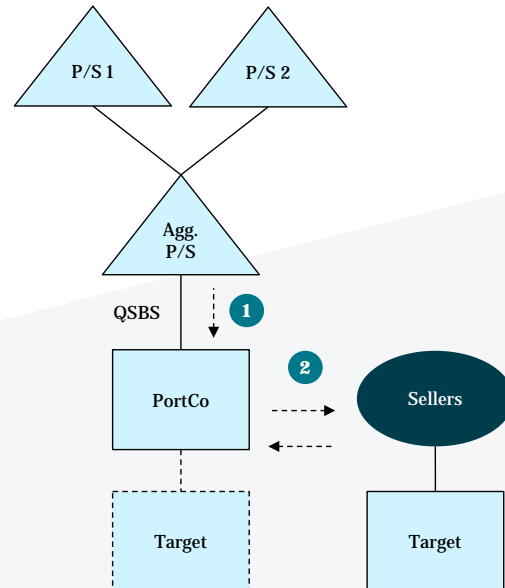 P/S 1
P/S 2
Agg.
P/S
QSBS
1
2
PortCo
Sellers
Target
Target